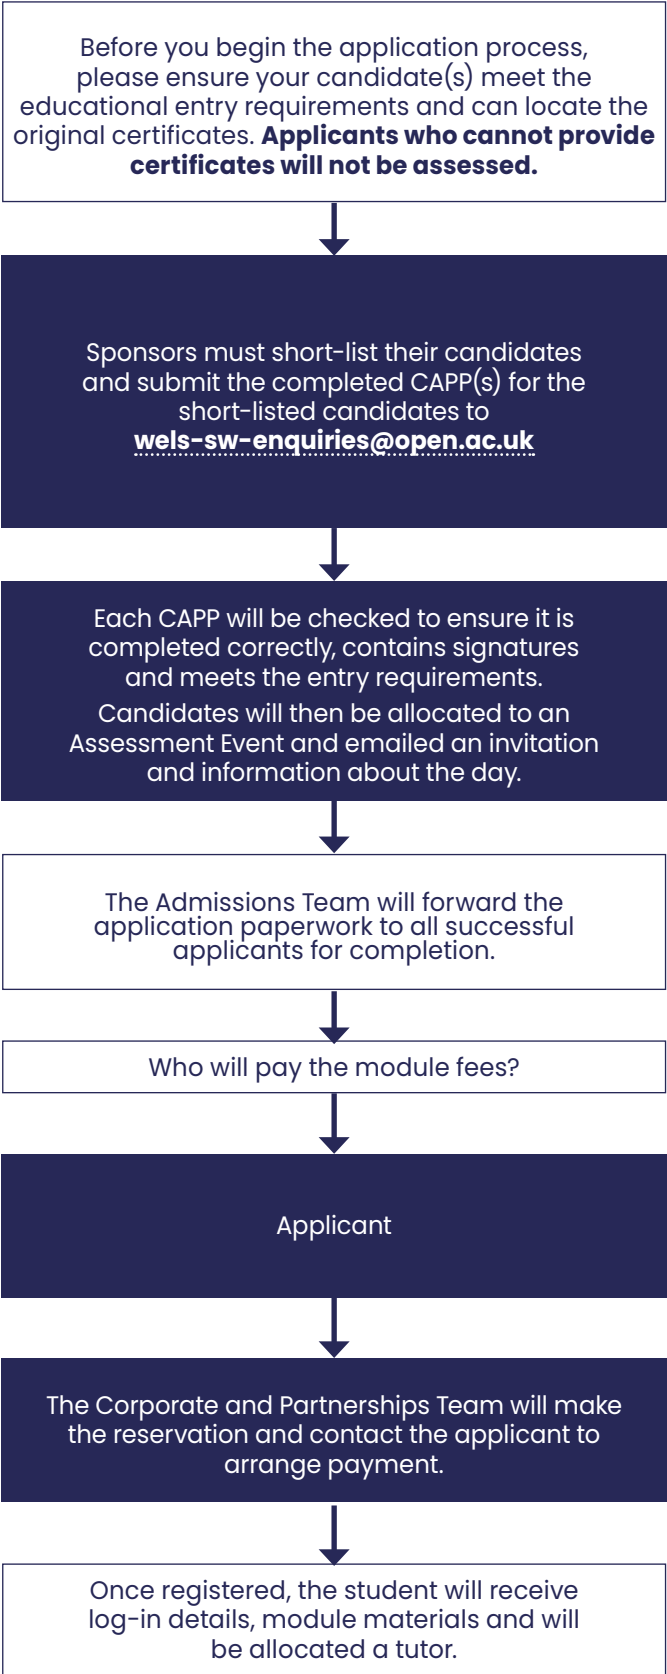 Before you begin the application process,
please ensure your candidate(s) meet the
educational entry requirements and can locate the
original certificates. Applicants who cannot provide
certificates will not be assessed.
Sponsors must short-list their candidates
and submit the completed CAPP(s) for the
short-listed candidates to
wels-sw-enquiries@open.ac.uk
Each CAPP will be checked to ensure it is
completed correctly, contains signatures
and meets the entry requirements.
Candidates will then be allocated to an
Assessment Event and emailed an invitation
and information about the day.
The Admissions Team will forward the
application paperwork to all successful
applicants for completion.
Who will pay the module fees?
Applicant
The Corporate and Partnerships Team will make
the reservation and contact the applicant to
arrange payment.
Once registered, the student will receive
log-in details, module materials and will
be allocated a tutor.